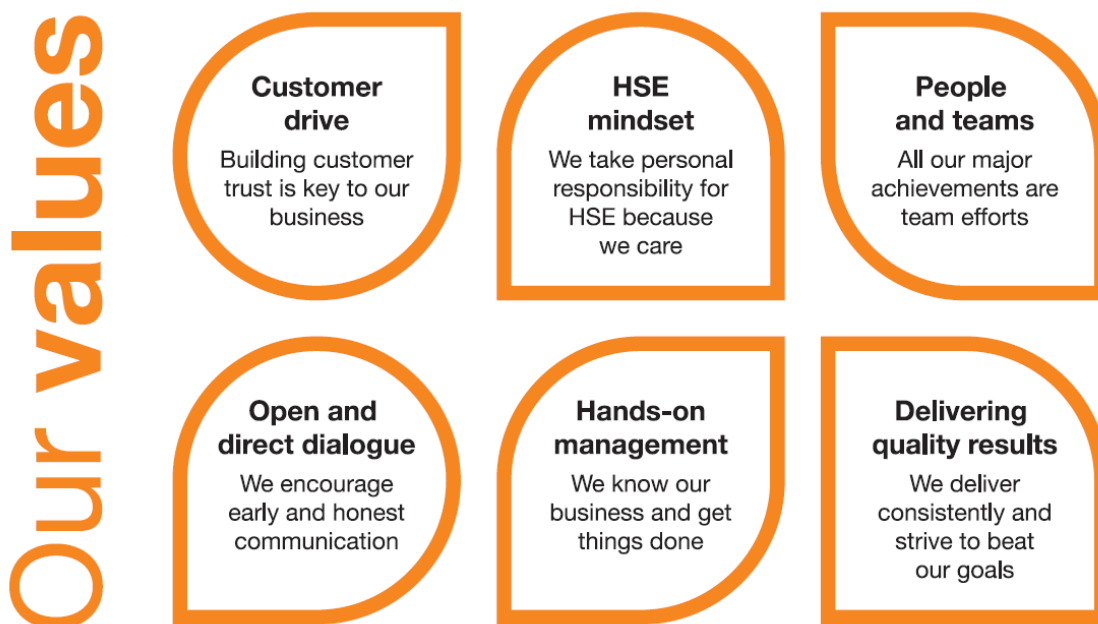 Our values
Customer
drive
Building customer
trust is key to our
business
HSE
mindset
We take personal
responsibility for
HSE because
we care
People
and teams
All our major
achievements are
team efforts
Open and
direct dialogue
We encourage
early and honest
communication
Hands-on
management
We know our
business and get
things done
Delivering
quality results
We deliver
consistently and
strive to beat
our goals